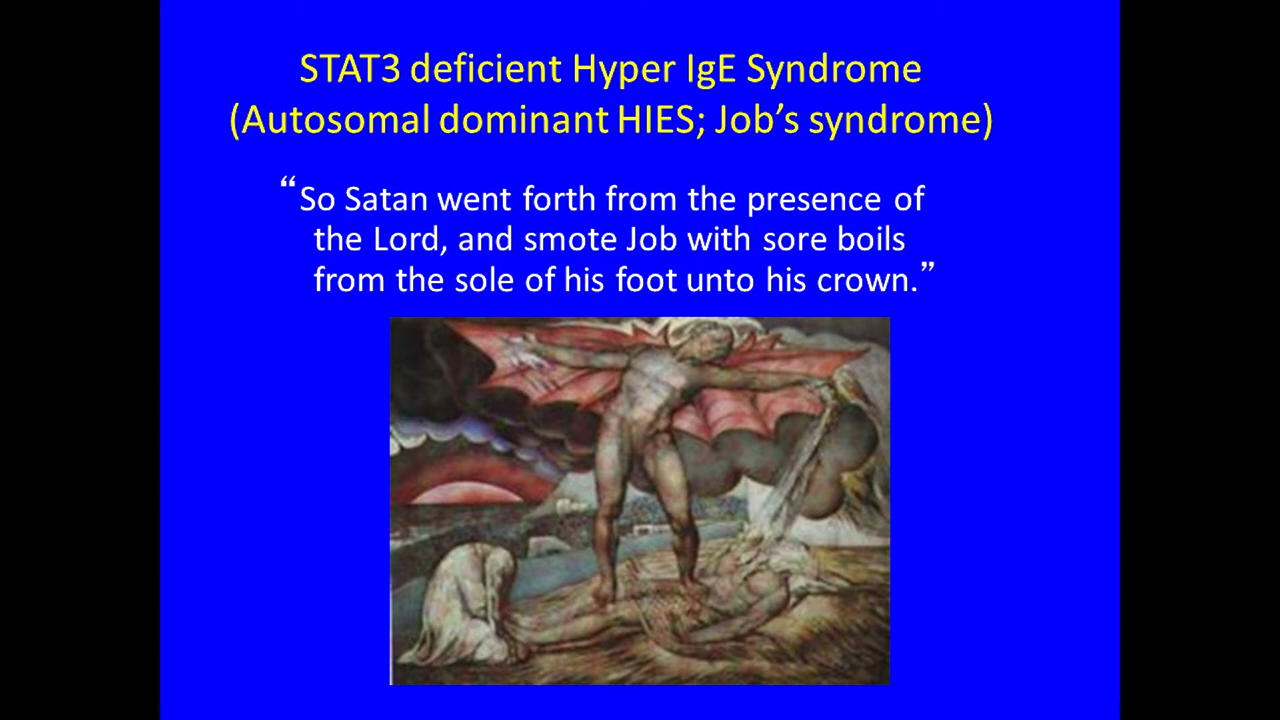 STAT3 deficient Hyper IgE Syndrome
(Autosomal dominant HIES; Job’s syndrome)
“So Satan went forth from the presence of
the Lord, and smote Job with sore boils
from the sole of his foot unto his crown.”